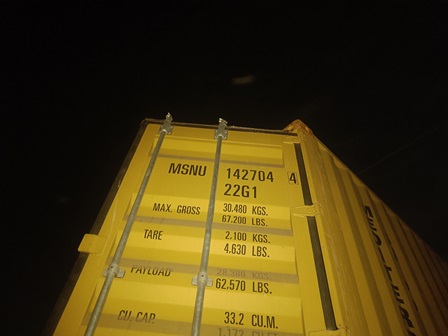 MSNU 142704 4
22G1
MAX. GROSS 30.480 KGS.
67.200 LBS.
TARE 2.100 KGS.
4.630 LBS.
PAYLOAD 28.380 KGS.
62.570 LBS.
CU. CAP. 33.2 CU.M.